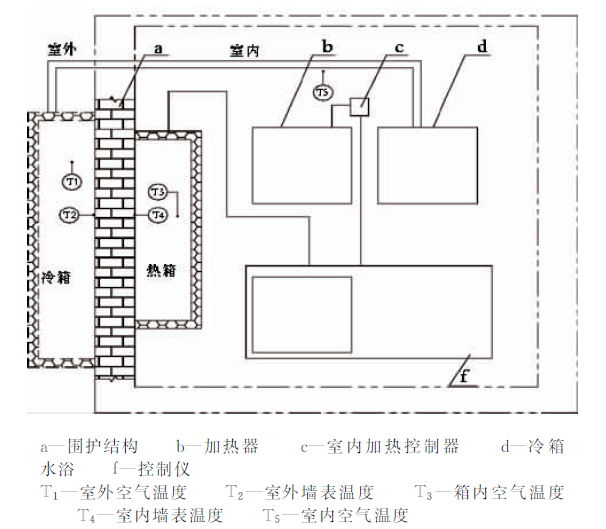 室外 a 室内 b c d
T5
T1
T3
T2 T4
冷箱 热箱
f
a—围护结构 b—加热器 c—室内加热控制器 d—冷箱
水浴 f—控制仪
T₁—室外空气温度 T₂—室外墙表温度 T₃—箱内空气温度
T₄—室内墙表温度 T₅—室内空气温度